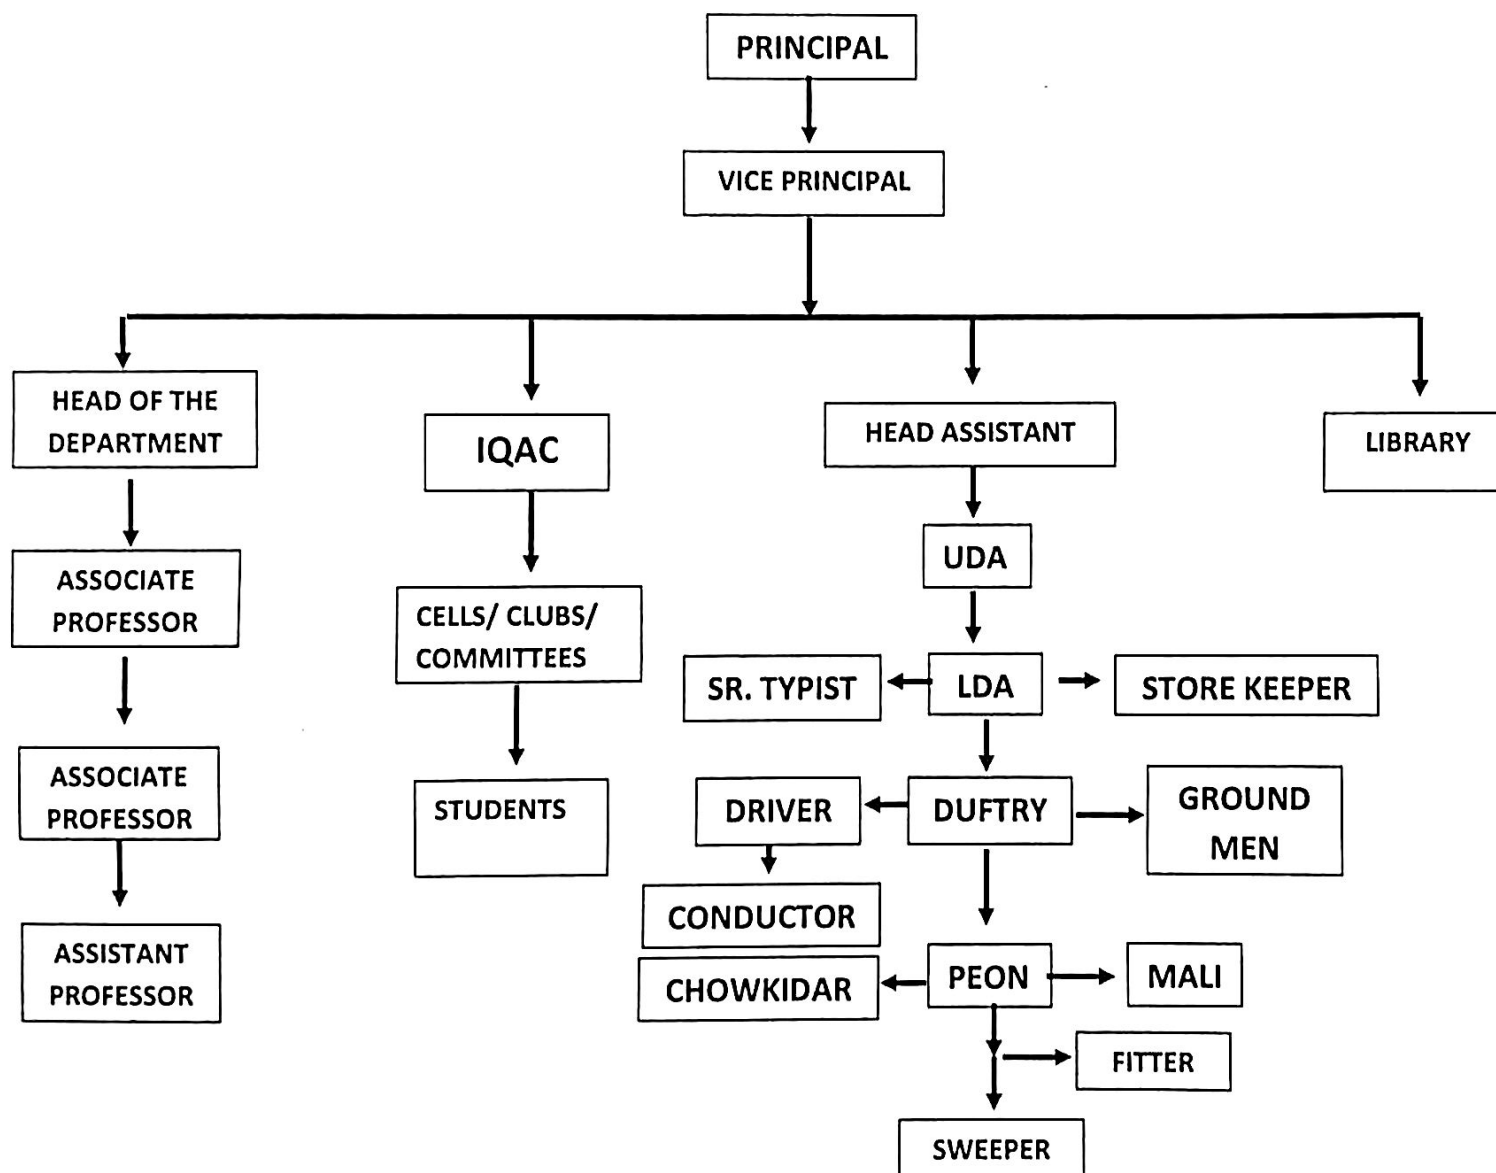 PRINCIPAL
VICE PRINCIPAL
HEAD OF THE
DEPARTMENT
IQAC
HEAD ASSISTANT
LIBRARY
ASSOCIATE
PROFESSOR
CELLS/ CLUBS/
COMMITTEES
UDA
SR. TYPIST
LDA
STORE KEEPER
ASSOCIATE
PROFESSOR
STUDENTS
DRIVER
DUFTRY
GROUND
MEN
CONDUCTOR
ASSISTANT
PROFESSOR
CHOWKIDAR
PEON
MALI
FITTER
SWEEPER